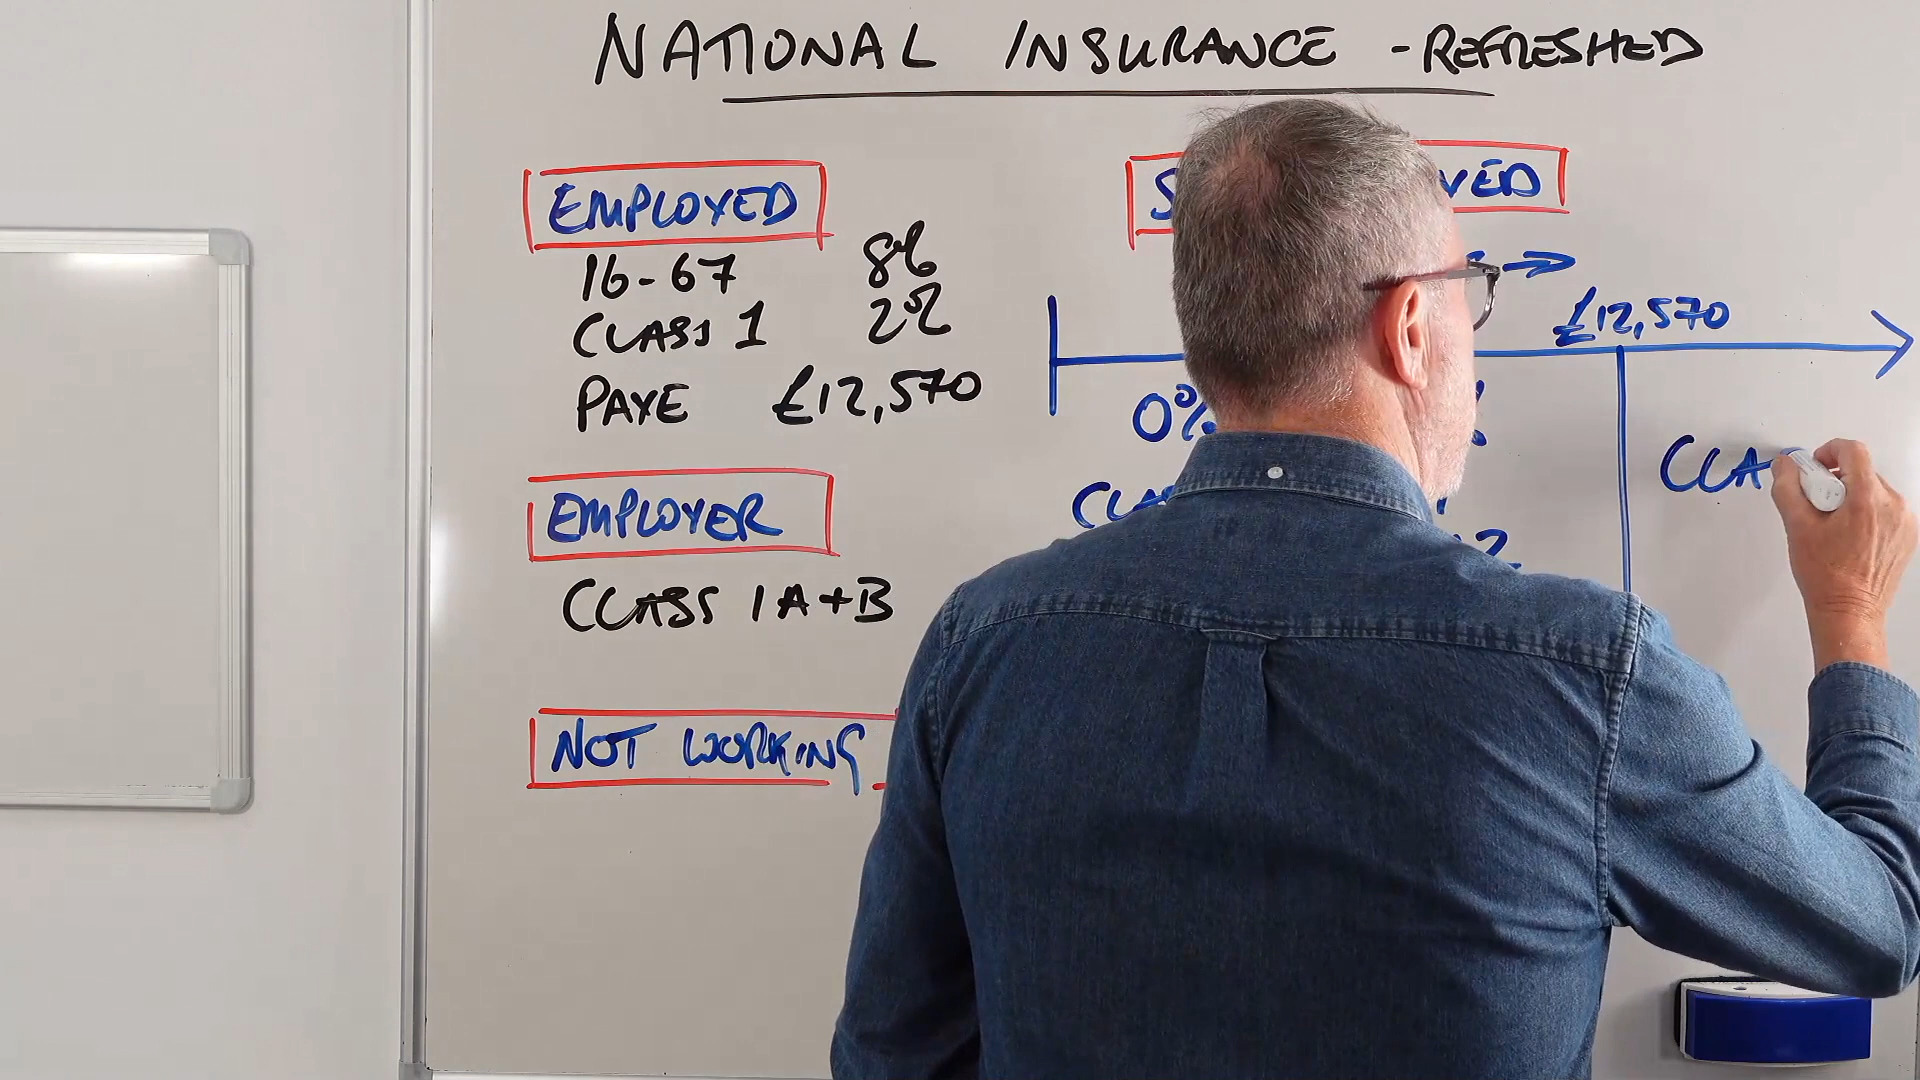 NATIONAL INSURANCE - REFRESHED
EMPLOYED
16-67 8%
CLASS 1 2%
PAYE £12,570
EMPLOYER
CLASS 1A+B
NOT WORKING
£12,570
0%